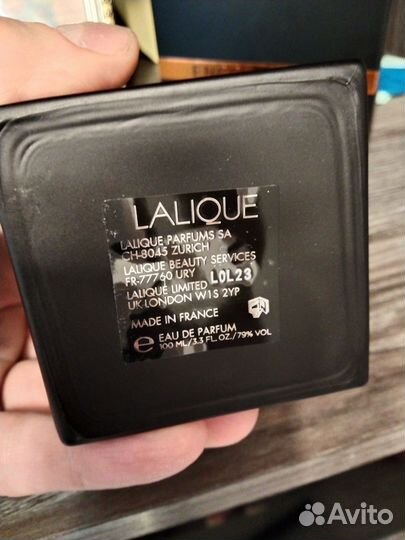 LALIQUE
LALIQUE PARFUMS SA
CH-8045 ZURICH
LALIQUE BEAUTY SERVICES
FR-77760 URY L0L23
LALIQUE LIMITED
UK LONDON W1S 2YP
MADE IN FRANCE
e EAU DE PARFUM
100 ML/3.3 FL.OZ./79% VOL
Avito